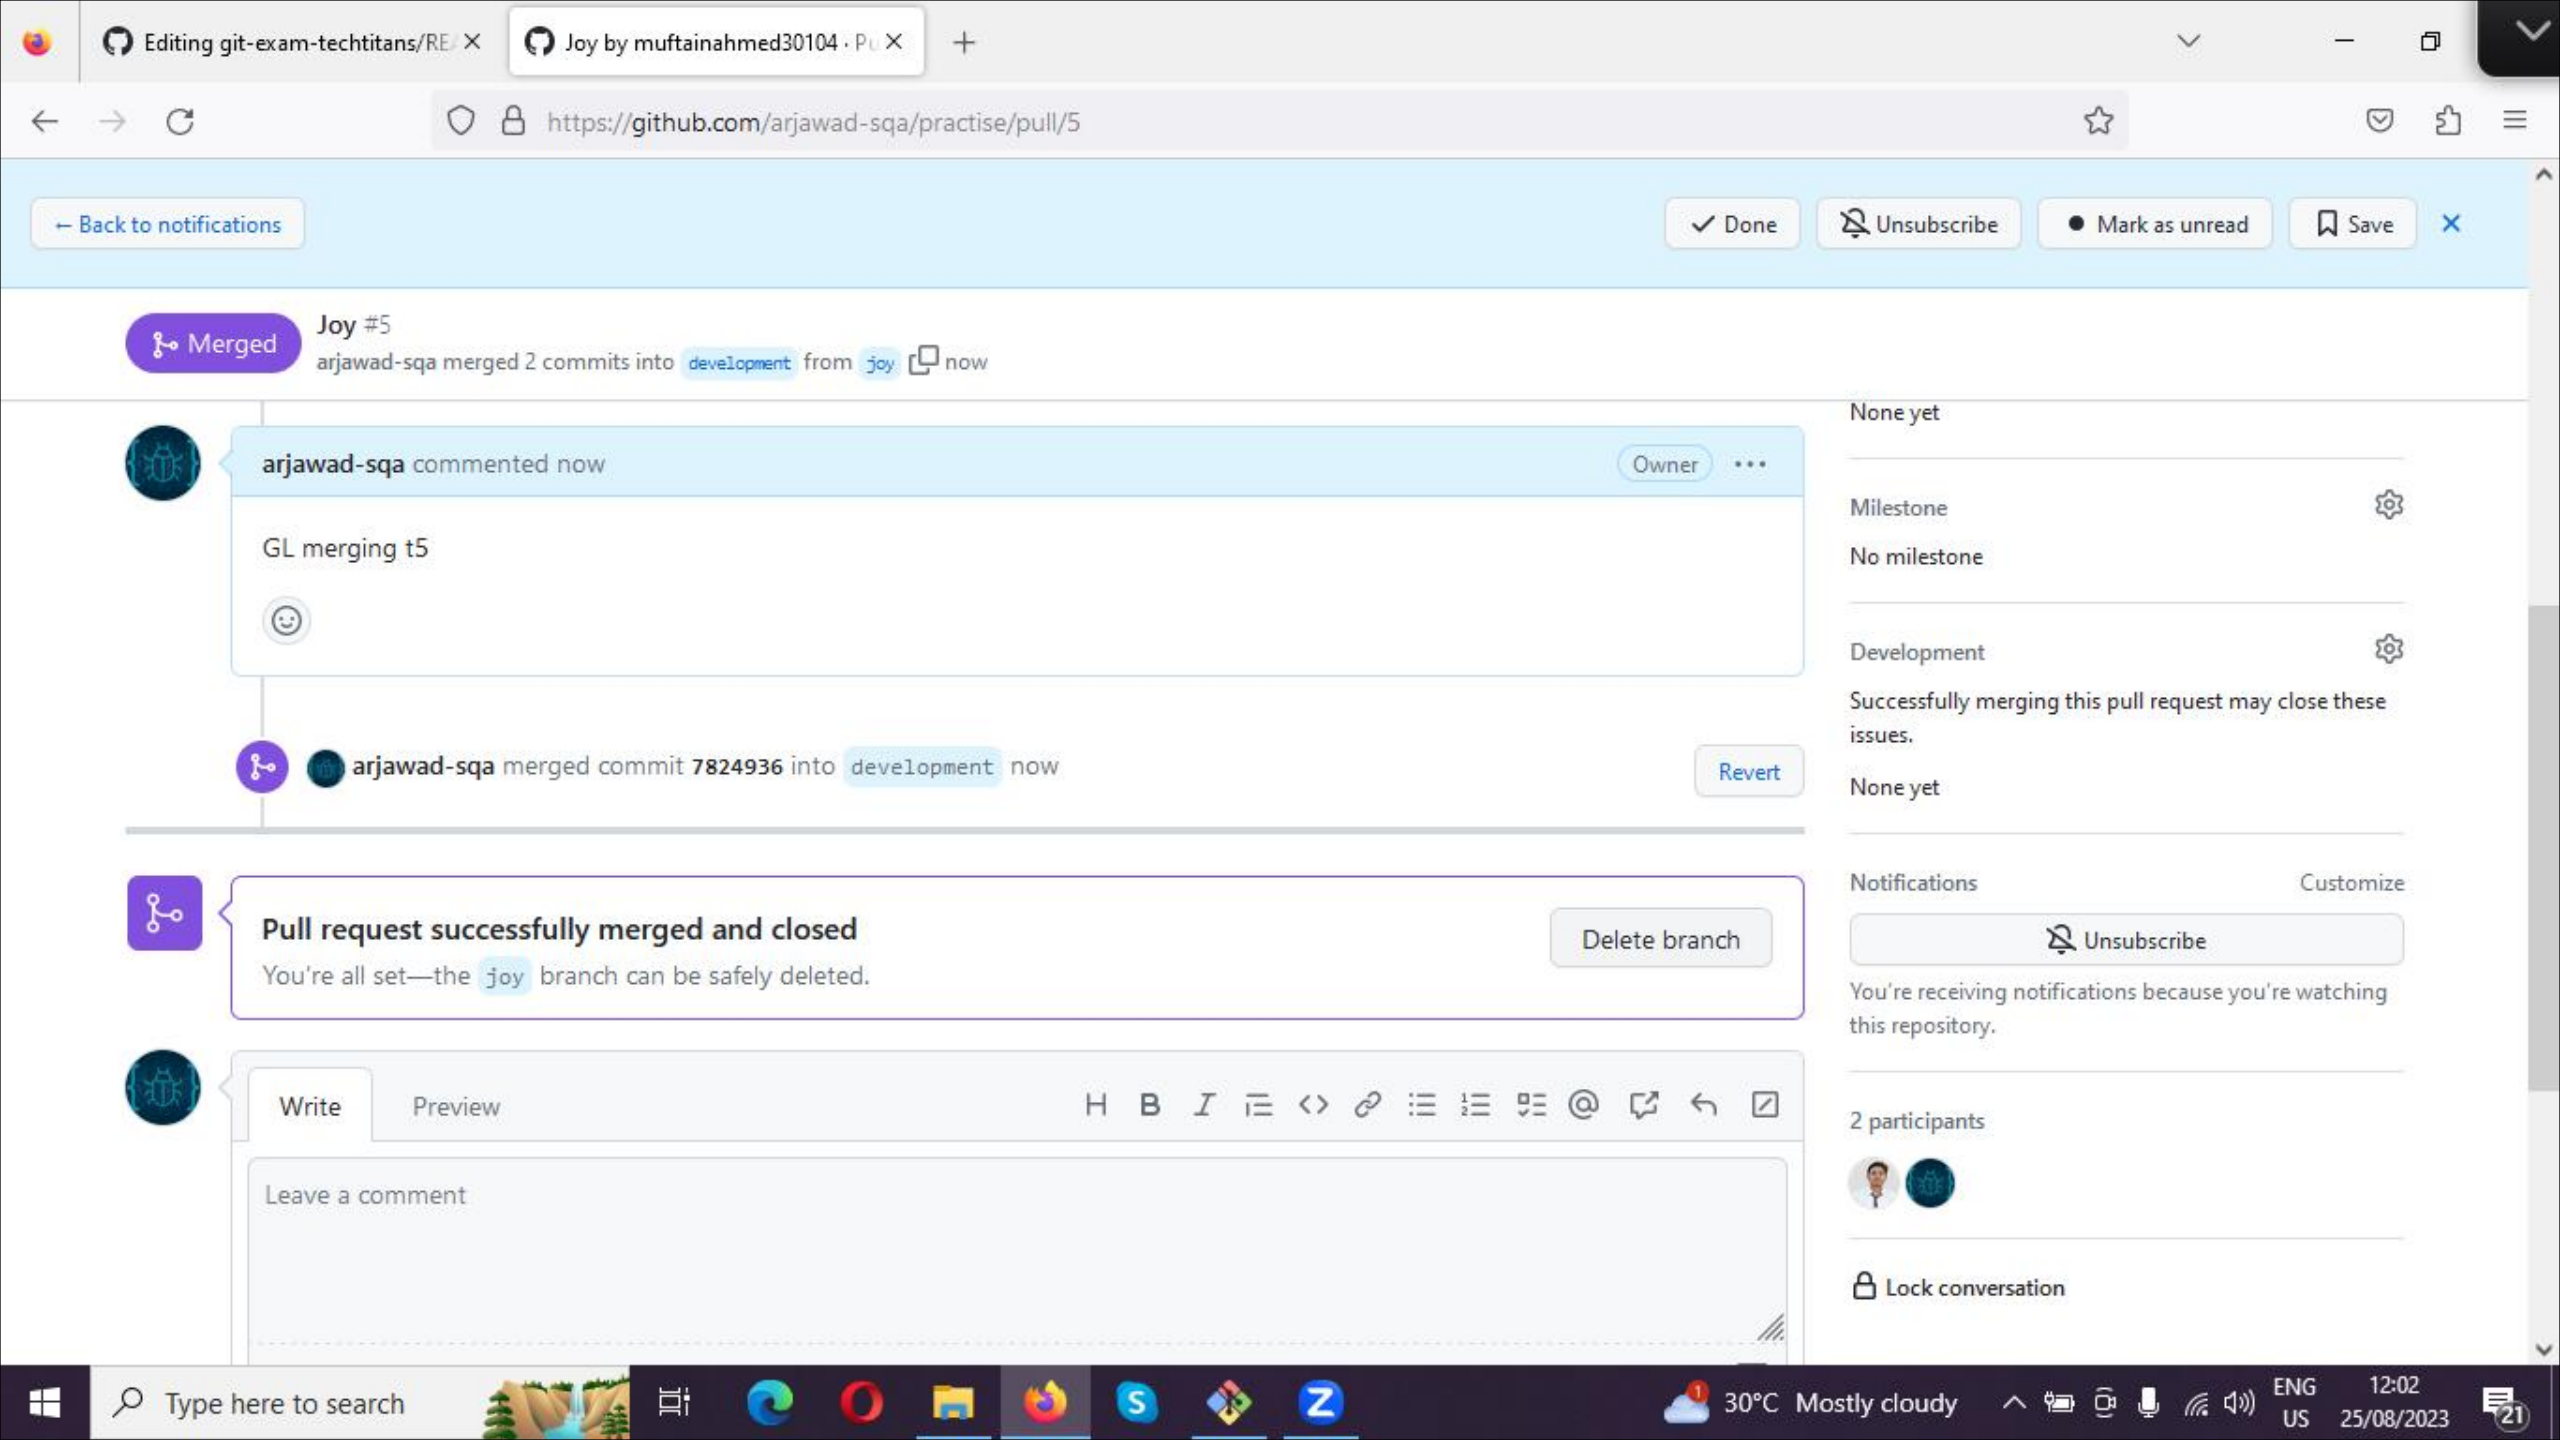 Editing git-exam-techtitans/RE
Joy by muftainahmed30104 · Pu
https://github.com/arjawad-sqa/practise/pull/5
← Back to notifications
Done
Unsubscribe
Mark as unread
Save
Merged
Joy #5
arjawad-sqa merged 2 commits into development from joy now
None yet
arjawad-sqa commented now
Owner
GL merging t5
Milestone
No milestone
Development
Successfully merging this pull request may close these
issues.
None yet
arjawad-sqa merged commit 7824936 into development now
Revert
Pull request successfully merged and closed
You're all set—the joy branch can be safely deleted.
Delete branch
Notifications
Customize
Unsubscribe
You're receiving notifications because you're watching
this repository.
Write
Preview
Leave a comment
2 participants
Lock conversation
Type here to search
1
30°C Mostly cloudy
ENG
US
12:02
25/08/2023
21